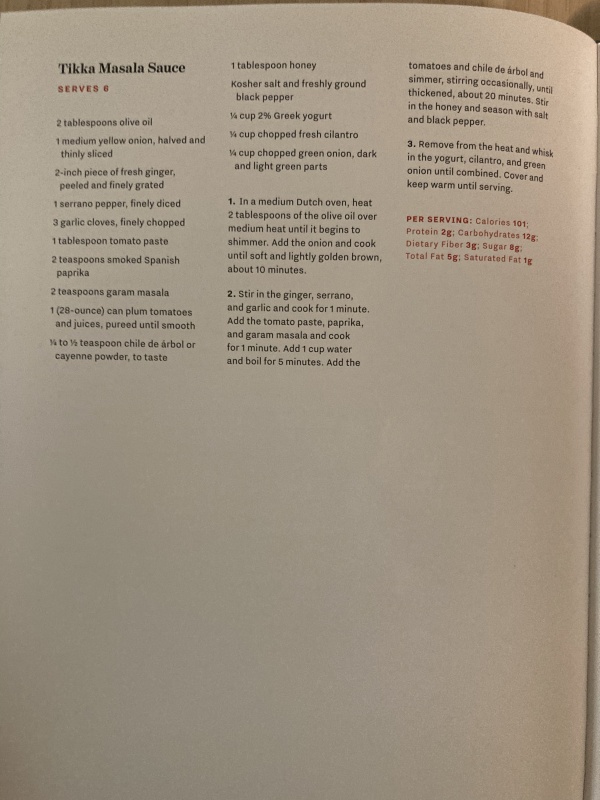 Tikka Masala Sauce
SERVES 6
2 tablespoons olive oil
1 medium yellow onion, halved and
thinly sliced
2-inch piece of fresh ginger,
peeled and finely grated
1 serrano pepper, finely diced
3 garlic cloves, finely chopped
1 tablespoon tomato paste
2 teaspoons smoked Spanish
paprika
2 teaspoons garam masala
1 (28-ounce) can plum tomatoes
and juices, pureed until smooth
¼ to ½ teaspoon chile de árbol or
cayenne powder, to taste
1 tablespoon honey
Kosher salt and freshly ground
black pepper
¼ cup 2% Greek yogurt
¼ cup chopped fresh cilantro
¼ cup chopped green onion, dark
and light green parts
1. In a medium Dutch oven, heat
2 tablespoons of the olive oil over
medium heat until it begins to
shimmer. Add the onion and cook
until soft and lightly golden brown,
about 10 minutes.
2. Stir in the ginger, serrano,
and garlic and cook for 1 minute.
Add the tomato paste, paprika,
and garam masala and cook
for 1 minute. Add 1 cup water
and boil for 5 minutes. Add the
tomatoes and chile de árbol and
simmer, stirring occasionally, until
thickened, about 20 minutes. Stir
in the honey and season with salt
and black pepper.
3. Remove from the heat and whisk
in the yogurt, cilantro, and green
onion until combined. Cover and
keep warm until serving.
PER SERVING: Calories 101;
Protein 2g; Carbohydrates 12g;
Dietary Fiber 3g; Sugar 8g;
Total Fat 5g; Saturated Fat 1g